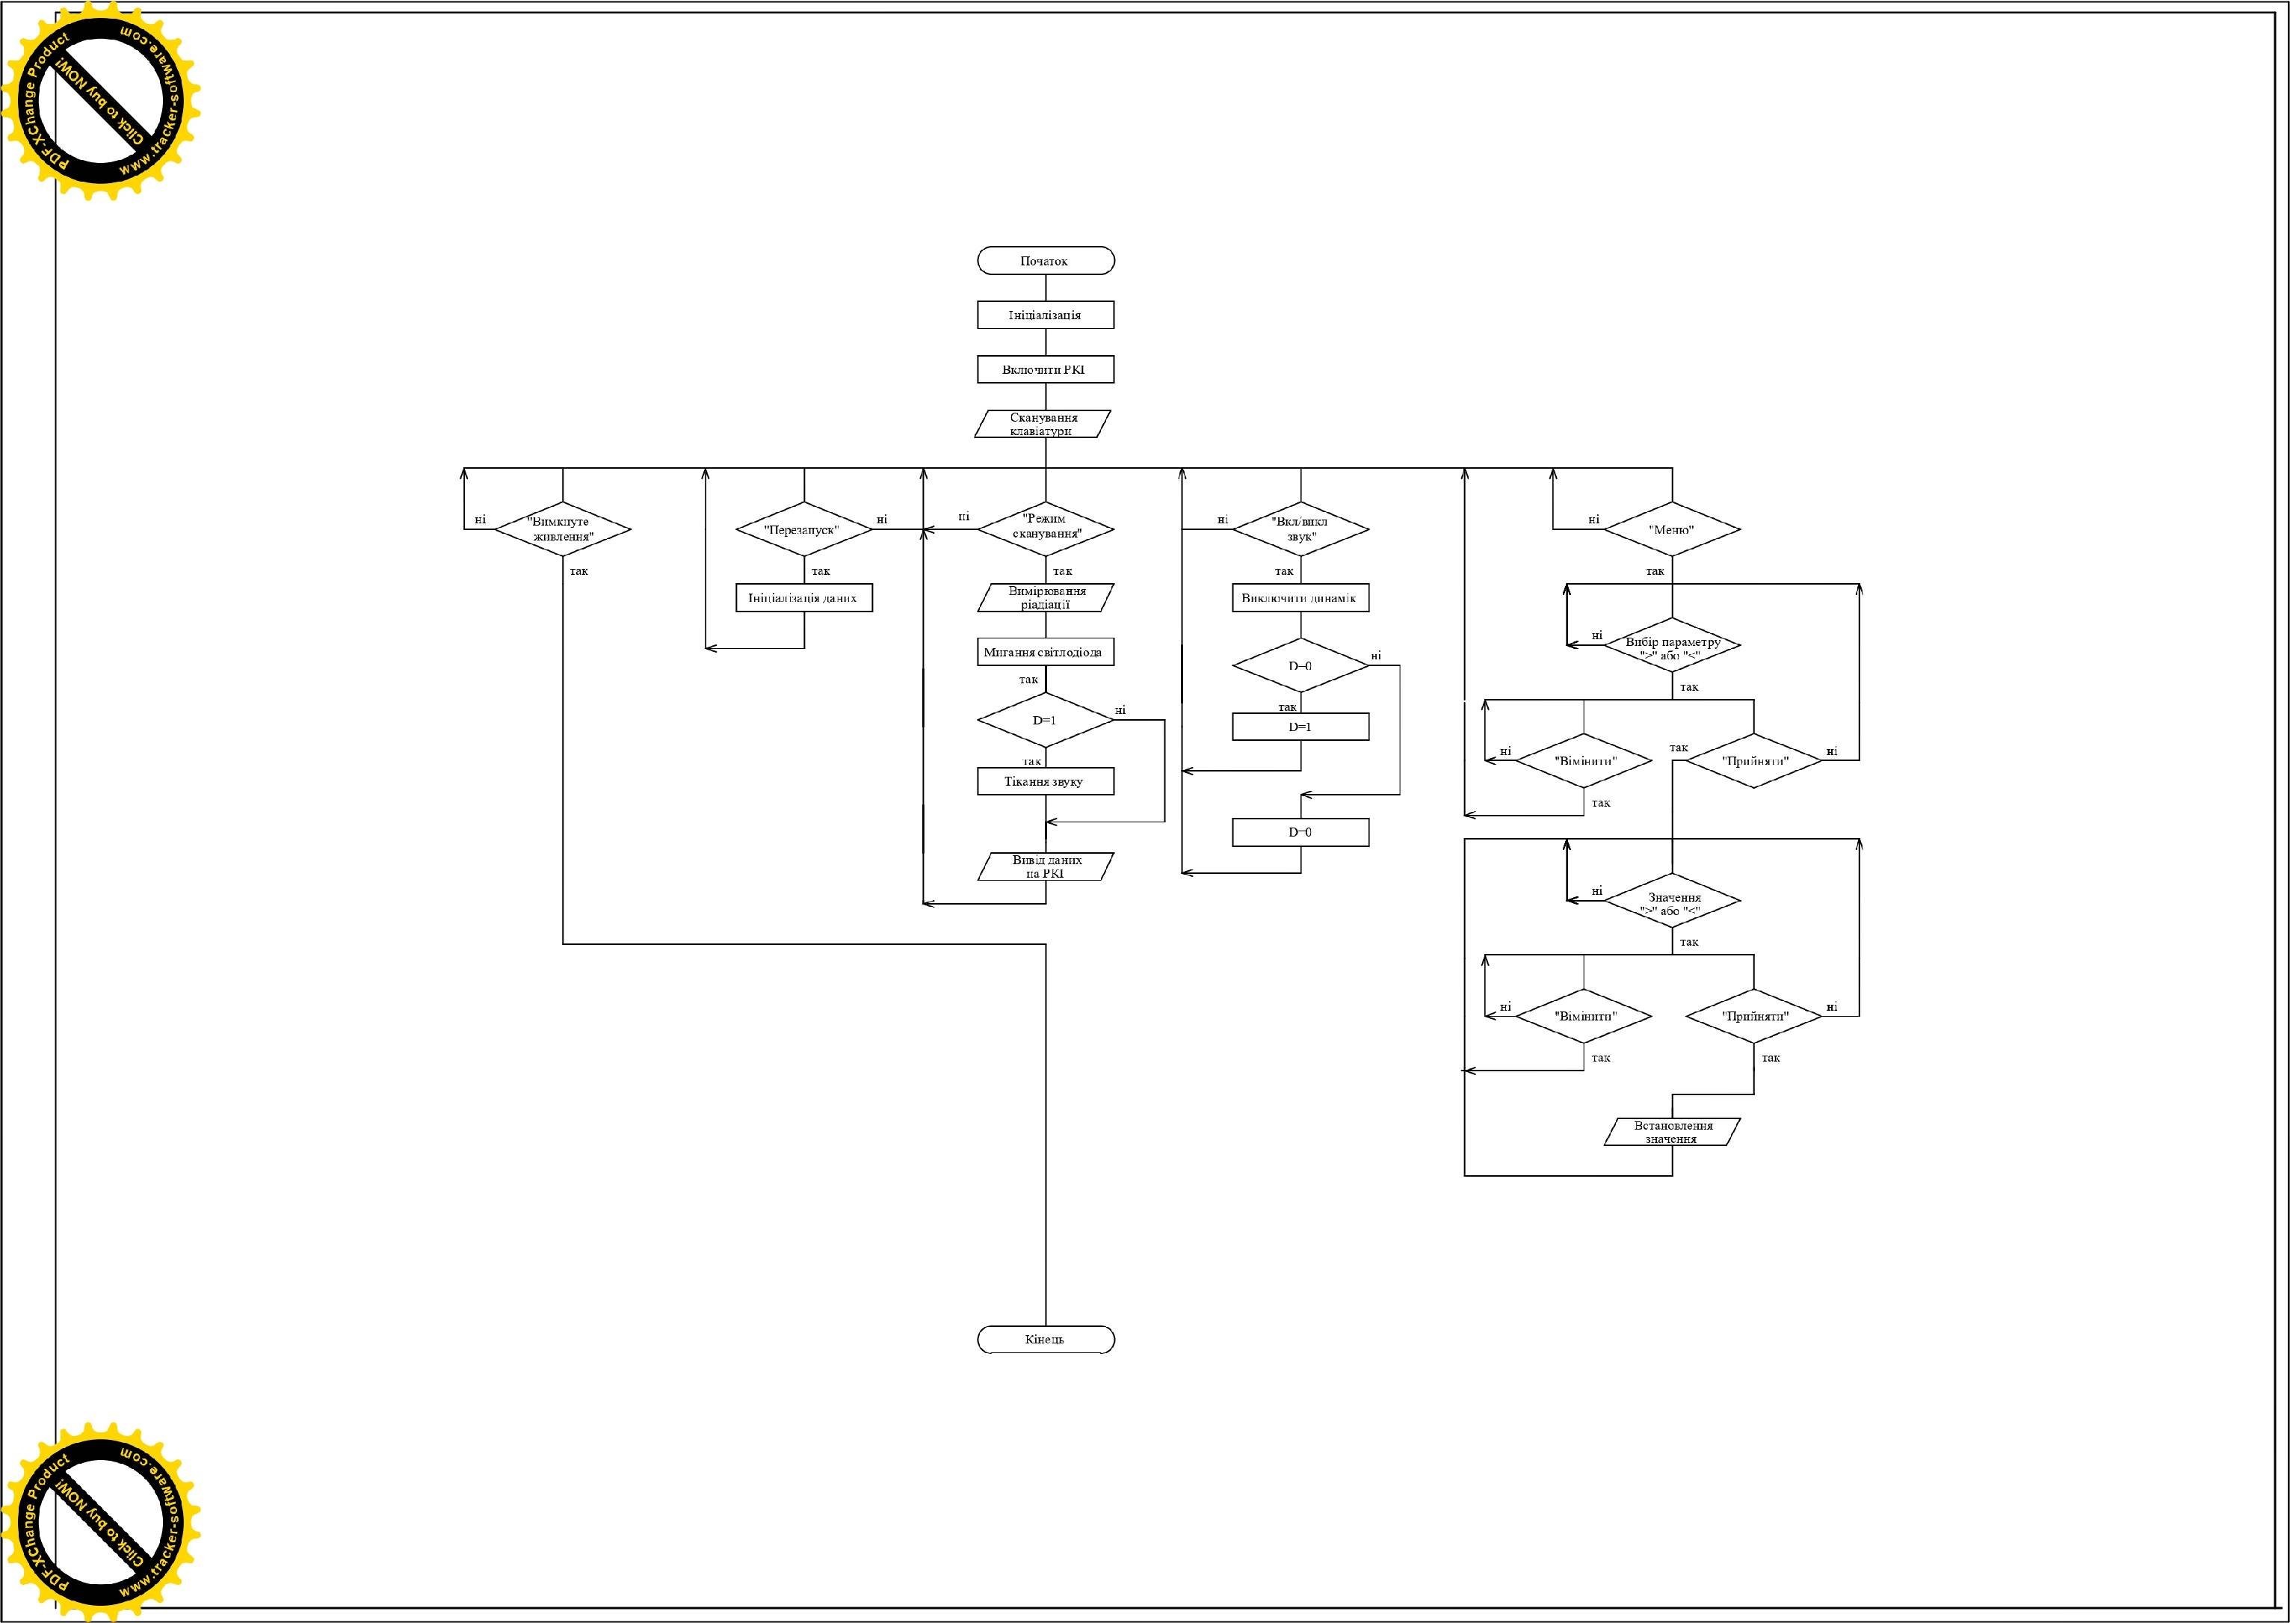 PDF-XChange Product
Click to buy NOW!
www.tracker-software.com
Початок
Ініціалізація
Включити РКІ
Сканування
клавіатури
ні
"Вимкнуте
живлення"
так
"Перезапуск"
ні
так
Ініціалізація даних
ні
"Режим
сканування"
так
Вимірювання
ріадіації
Мигання світлодіода
так
D=1
ні
так
Тікання звуку
Вивід даних
на РКІ
ні
"Вкл/викл
звук"
так
Виключити динамік
D=0
ні
так
D=1
D=0
ні
"Меню"
так
ні
Вибір параметру
">" або "<"
так
ні
"Вімінити"
так
так
"Прийняти"
ні
ні
Значення
">" або "<"
так
ні
"Вімінити"
так
"Прийняти"
ні
так
Встановлення
значення
Кінець
PDF-XChange Product
Click to buy NOW!
www.tracker-software.com